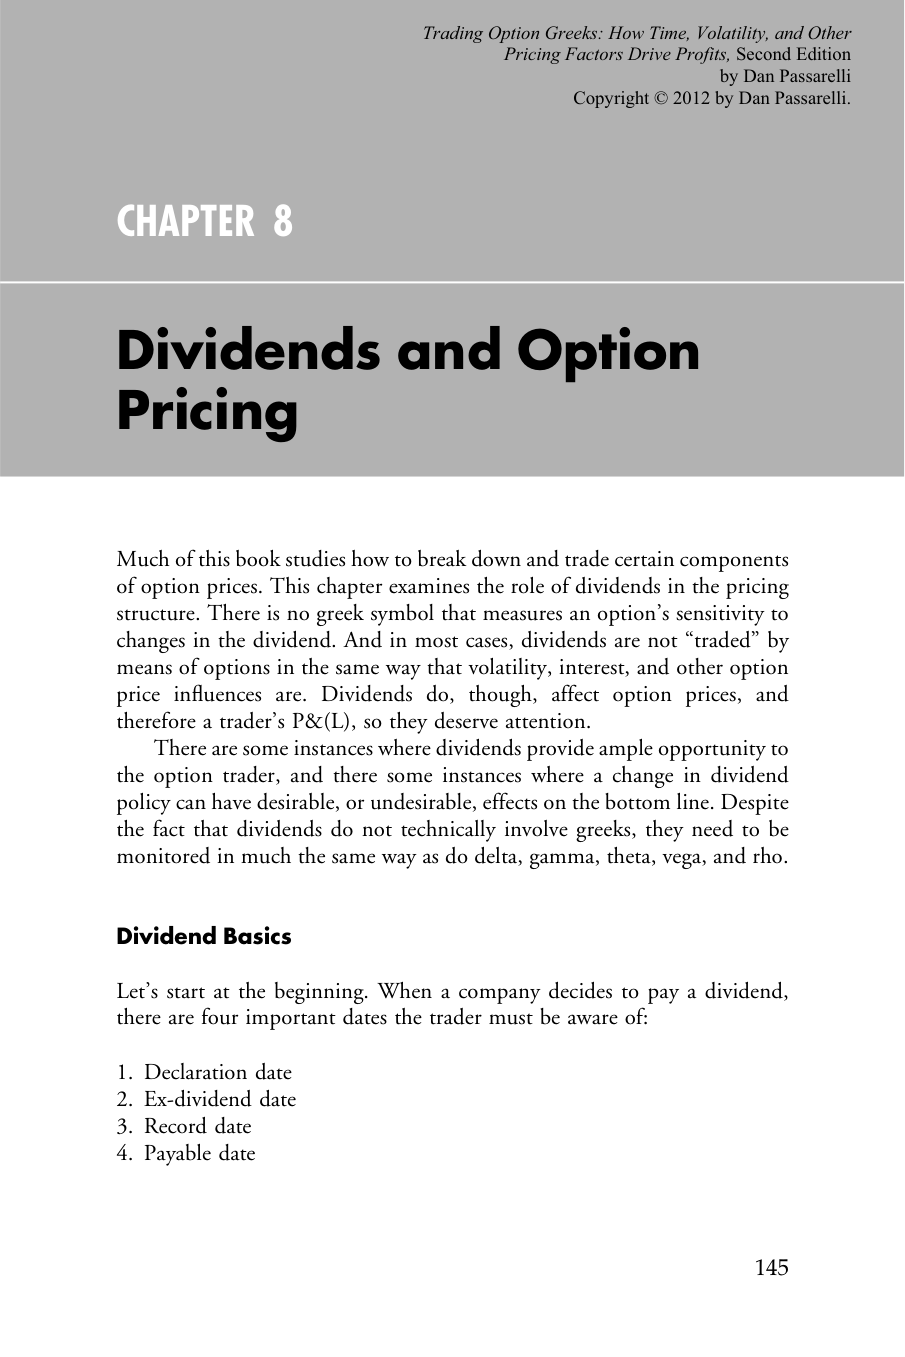 Trading Option Greeks: How Time, Volatility, and Other
Pricing Factors Drive Profits, Second Edition
by Dan Passarelli
Copyright © 2012 by Dan Passarelli.
CHAPTER 8
Dividends and Option
Pricing
Much of this book studies how to break down and trade certain components
of option prices. This chapter examines the role of dividends in the pricing
structure. There is no greek symbol that measures an option’s sensitivity to
changes in the dividend. And in most cases, dividends are not “traded” by
means of options in the same way that volatility, interest, and other option
price influences are. Dividends do, though, affect option prices, and
therefore a trader’s P&(L), so they deserve attention.
There are some instances where dividends provide ample opportunity to
the option trader, and there some instances where a change in dividend
policy can have desirable, or undesirable, effects on the bottom line. Despite
the fact that dividends do not technically involve greeks, they need to be
monitored in much the same way as do delta, gamma, theta, vega, and rho.
Dividend Basics
Let’s start at the beginning. When a company decides to pay a dividend,
there are four important dates the trader must be aware of:
1. Declaration date
2. Ex-dividend date
3. Record date
4. Payable date
145